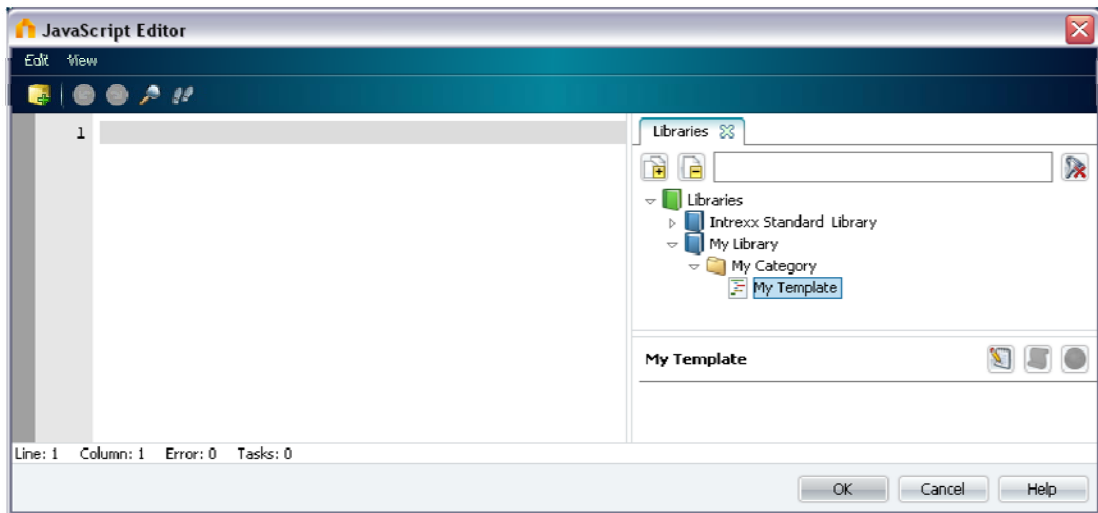 JavaScript Editor
Edit View
1
Libraries
Libraries
Intrexx Standard Library
My Library
My Category
My Template
My Template
Line: 1 Column: 1 Error: 0 Tasks: 0
OK Cancel Help